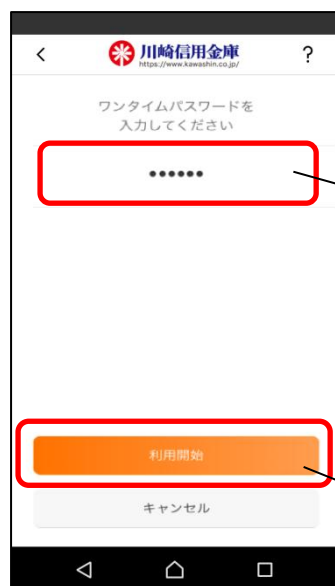 川崎信用金庫
https://www.kawashin.co.jp/
?
ワンタイムパスワードを
入力してください
••••••
利用開始
キャンセル